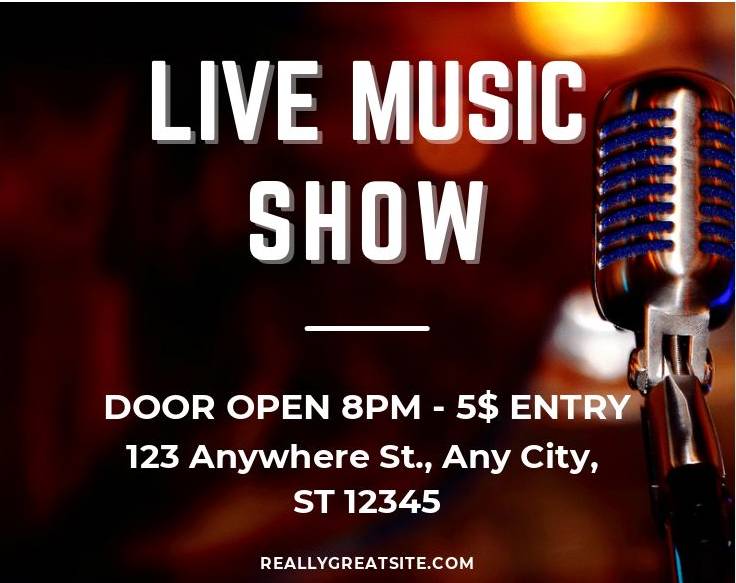 LIVE MUSIC
SHOW
DOOR OPEN 8PM - 5$ ENTRY
123 Anywhere St., Any City,
ST 12345
REALLYGREATSITE.COM